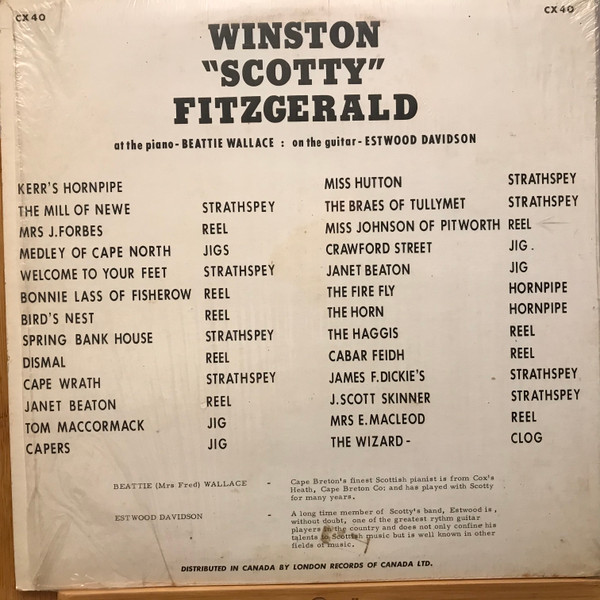 CX40
CX40
WINSTON
"SCOTTY"
FITZGERALD
at the piano - BEATTIE WALLACE : on the guitar - ESTWOOD DAVIDSON
KERR'S HORNPIPE
THE MILL OF NEWE STRATHSPEY
MRS J.FORBES REEL
MEDLEY OF CAPE NORTH JIGS
WELCOME TO YOUR FEET STRATHSPEY
BONNIE LASS OF FISHEROW REEL
BIRD'S NEST REEL
SPRING BANK HOUSE STRATHSPEY
DISMAL REEL
CAPE WRATH STRATHSPEY
JANET BEATON REEL
TOM MACCORMACK JIG
CAPERS JIG
MISS HUTTON STRATHSPEY
THE BRAES OF TULLYMET STRATHSPEY
MISS JOHNSON OF PITWORTH REEL
CRAWFORD STREET JIG.
JANET BEATON JIG
THE FIRE FLY HORNPIPE
THE HORN HORNPIPE
THE HAGGIS REEL
CABAR FEIDH REEL
JAMES F.DICKIE'S STRATHSPEY
J.SCOTT SKINNER STRATHSPEY
MRS E.MACLEOD REEL
THE WIZARD - CLOG
BEATTIE (Mrs Fred) WALLACE - Cape Breton's finest Scottish pianist is from Cox's
Heath, Cape Breton Co: and has played with Scotty
for many years.
ESTWOOD DAVIDSON - A long time member of Scotty's band, Estwood is,
without doubt, one of the greatest rythm guitar
players in the country and does not only confine his
talents to Scottish music but is well known in other
fields of music.
DISTRIBUTED IN CANADA BY LONDON RECORDS OF CANADA LTD.